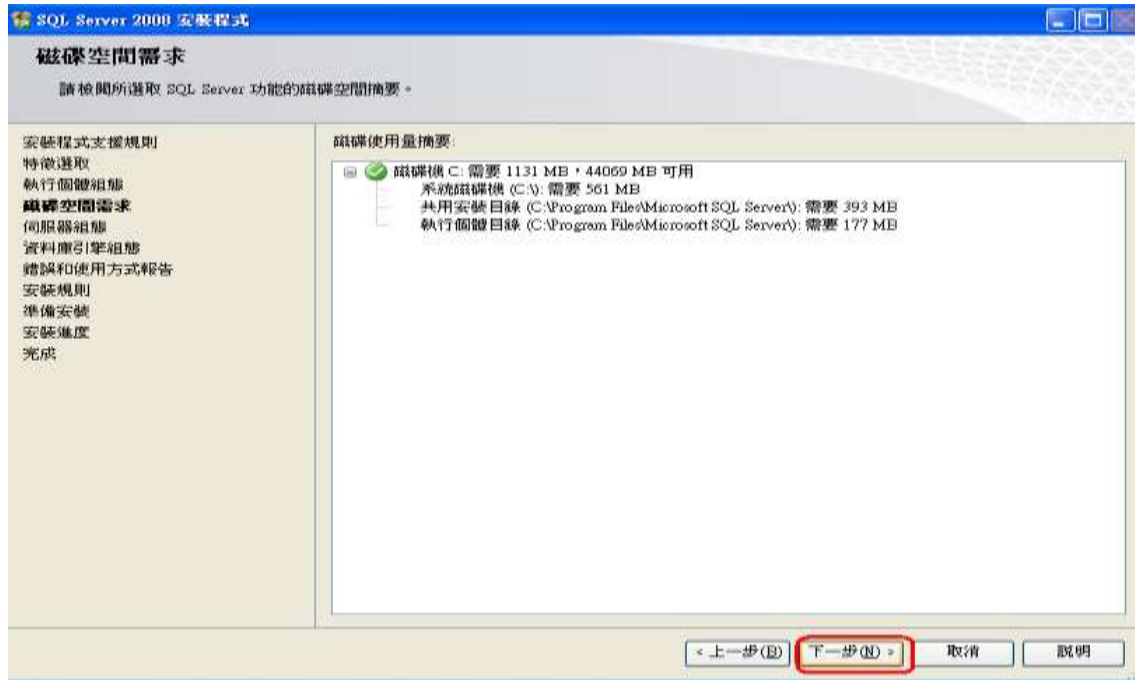 SQL Server 2008 安裝程式
磁碟空間需求
請檢閱所選取 SQL Server 功能的磁碟空間摘要。
安裝程式支援規則
特徵選取
執行個體組態
磁碟空間需求
伺服器組態
資料庫引擎組態
錯誤和使用方式報告
安裝規則
準備安裝
安裝進度
完成
磁碟使用量摘要:
磁碟機 C: 需要 1131 MB，44069 MB 可用
系統磁碟機 (C:\): 需要 561 MB
共用安裝目錄 (C:\Program Files\Microsoft SQL Server\): 需要 393 MB
執行個體目錄 (C:\Program Files\Microsoft SQL Server\): 需要 177 MB
< 上一步(B)
下一步(N) >
取消
說明